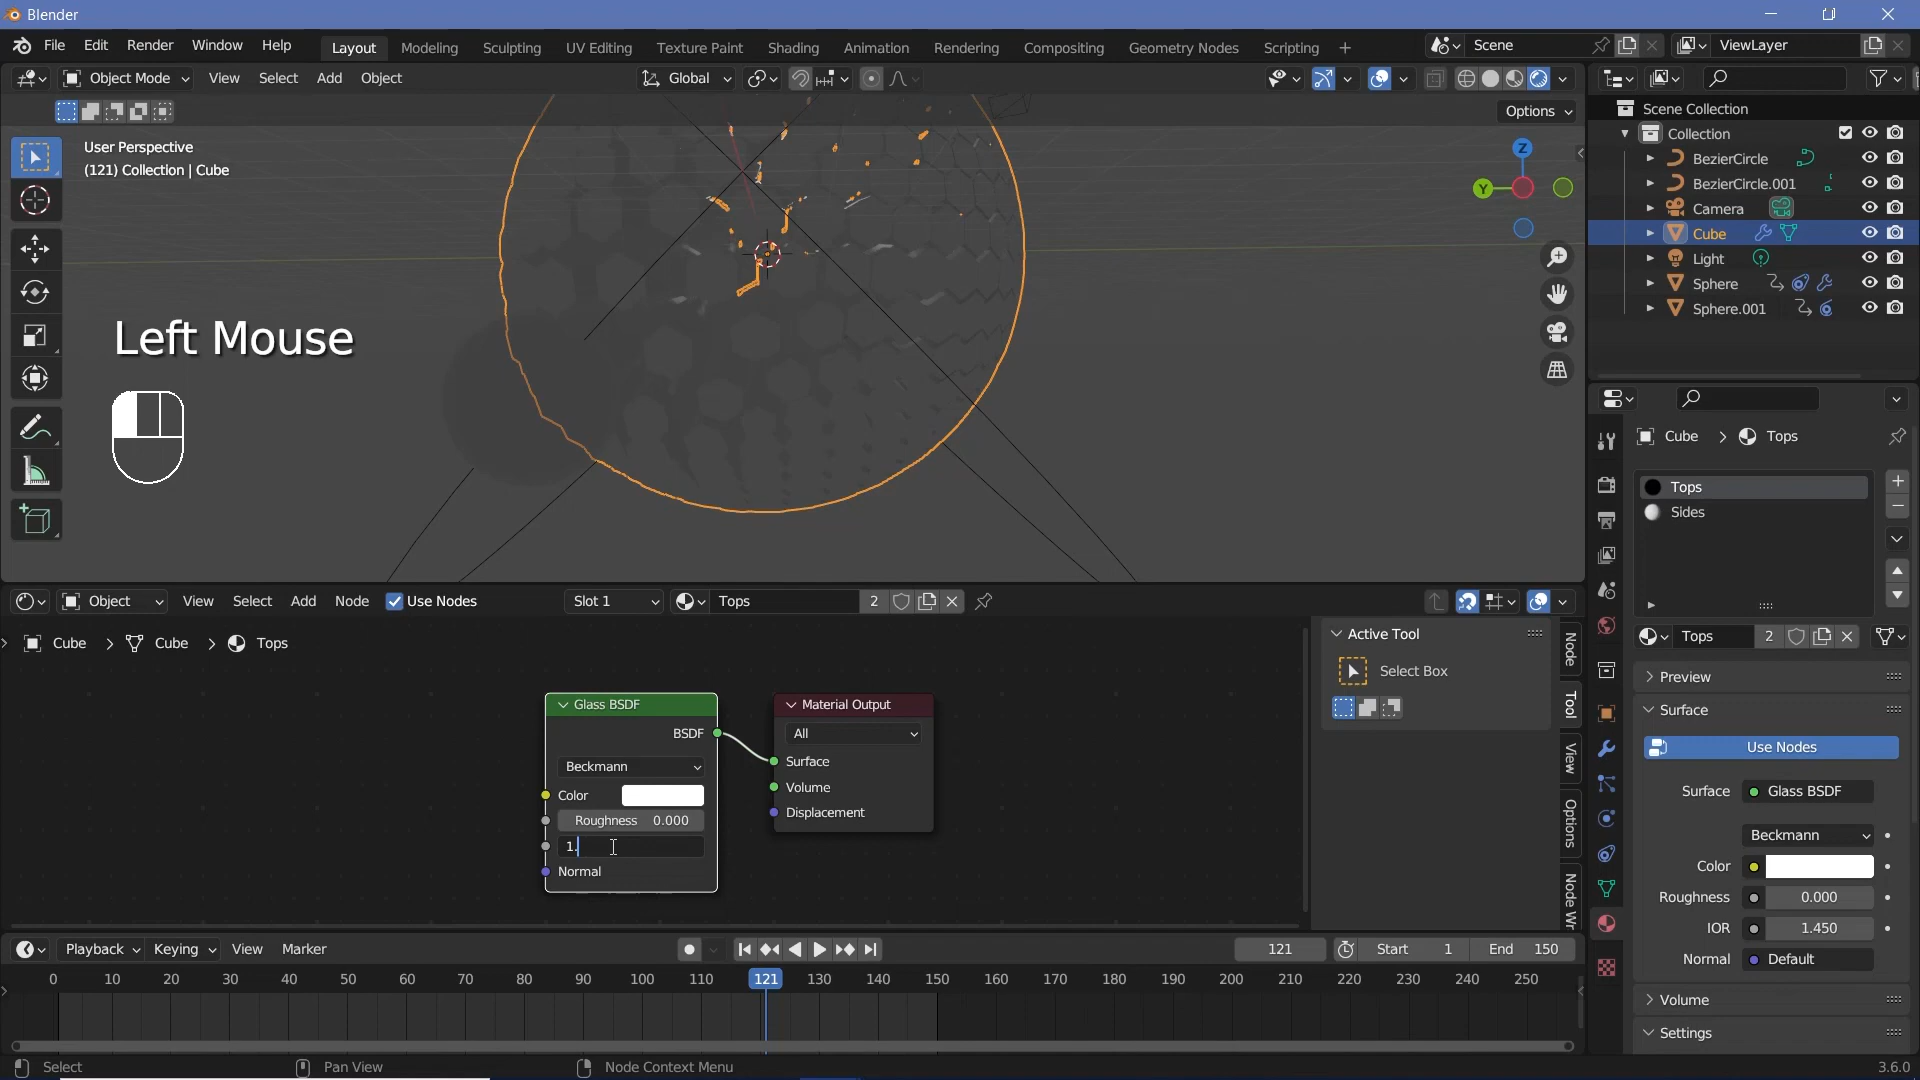 Blender
File Edit Render Window Help
Layout Modeling Sculpting UV Editing Texture Paint Shading Animation Rendering Compositing Geometry Nodes Scripting +
Scene
ViewLayer
Object Mode View Select Add Object
Global
Options
User Perspective
(121) Collection | Cube
Z
Y
Left Mouse
Scene Collection
Collection
BezierCircle
BezierCircle.001
Camera
Cube
Light
Sphere
Sphere.001
Cube > Tops
Tops
Sides
Tops 2
Preview
Surface
Use Nodes
Surface Glass BSDF
Beckmann
Color
Roughness 0.000
IOR 1.450
Normal Default
Volume
Settings
Object View Select Add Node Use Nodes Slot 1 Tops 2
Cube > Cube > Tops
Glass BSDF
BSDF
Beckmann
Color
Roughness 0.000
1.
Normal
Material Output
All
Surface
Volume
Displacement
Active Tool
Select Box
Node
Tool
View
Options
Node Wr
Playback Keying View Marker
121 Start 1 End 150
0 10 20 30 40 50 60 70 80 90 100 110 121 130 140 150 160 170 180 190 200 210 220 230 240 250
Select Pan View Node Context Menu 3.6.0